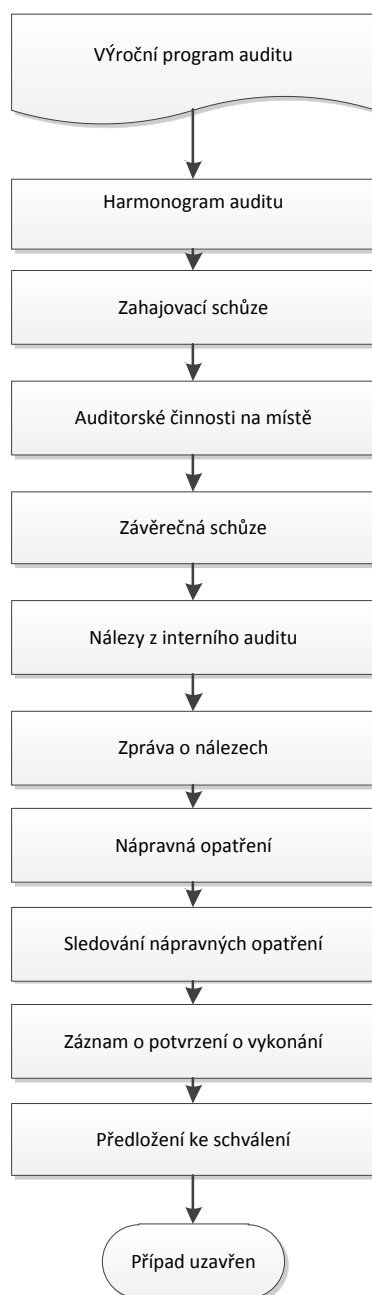 VÝroční program auditu
Harmonogram auditu
Zahajovací schůze
Auditorské činnosti na místě
Závěrečná schůze
Nálezy z interního auditu
Zpráva o nálezech
Nápravná opatření
Sledování nápravných opatření
Záznam o potvrzení o vykonání
Předložení ke schválení
Případ uzavřen